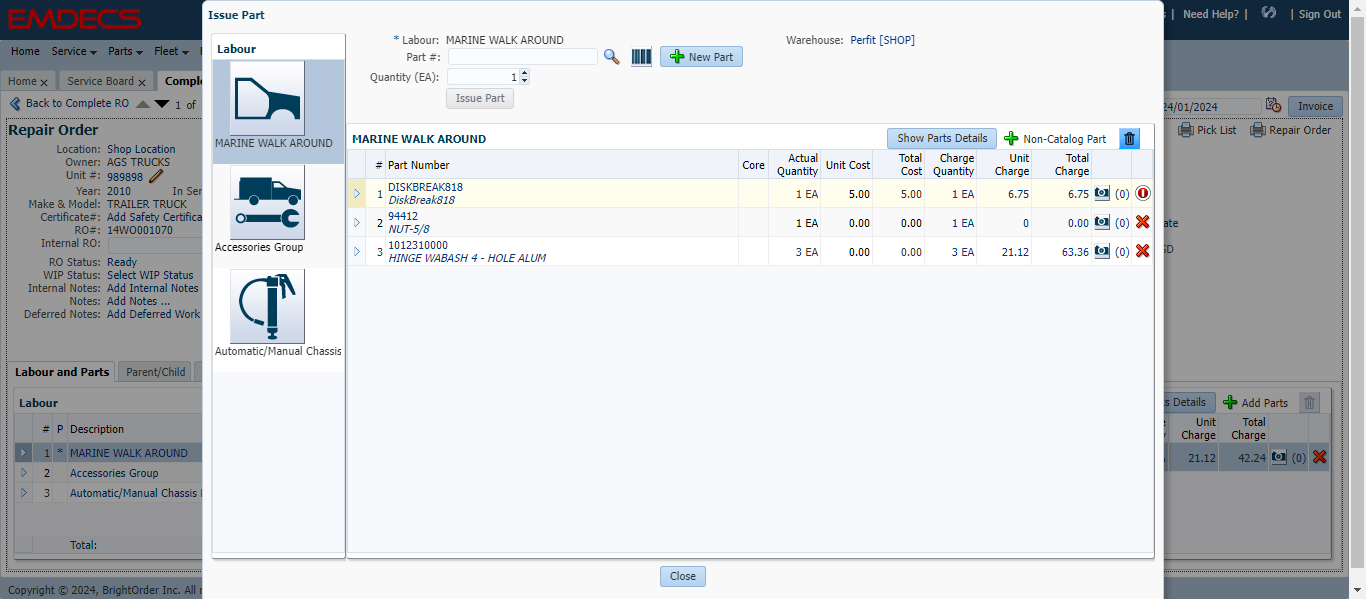 EMDECS
Issue Part
Need Help? |
| Sign Out
Home Service Parts Fleet
Labour
* Labour: MARINE WALK AROUND
Warehouse: Perfit [SHOP]
Part #:
New Part
Quantity (EA): 1
Issue Part
Home x Service Board x
Back to Complete RO 1 of
24/01/2024
Invoice
Repair Order
Pick List
Repair Order
Location: Shop Location
Owner: AGS TRUCKS
Unit #: 989898
Year: 2010
Make & Model: TRAILER TRUCK
Certificate#: Add Safety Certifica
RO#: 14WO001070
Internal RO:
RO Status: Ready
WIP Status: Select WIP Status
Internal Notes: Add Internal Notes
Notes: Add Notes ...
Deferred Notes: Add Deferred Work
MARINE WALK AROUND
Accessories Group
Automatic/Manual Chassis
MARINE WALK AROUND
Show Parts Details
Non-Catalog Part
# Part Number Core Actual Quantity Unit Cost Total Cost Charge Quantity Unit Charge Total Charge
1 DISKBREAK818 1 EA 5.00 5.00 1 EA 6.75 6.75 (0)
DiskBreak818
2 94412 1 EA 0.00 0.00 1 EA 0 0.00 (0)
NUT-5/8
3 1012310000 3 EA 0.00 0.00 3 EA 21.12 63.36 (0)
HINGE WABASH 4 - HOLE ALUM
Labour and Parts Parent/Child
Labour
# P Description
1 * MARINE WALK AROUND
2 Accessories Group
3 Automatic/Manual Chassis
Total:
Details
Add Parts
Unit Charge Total Charge
21.12 42.24 (0)
Close
Copyright © 2024, BrightOrder Inc. All